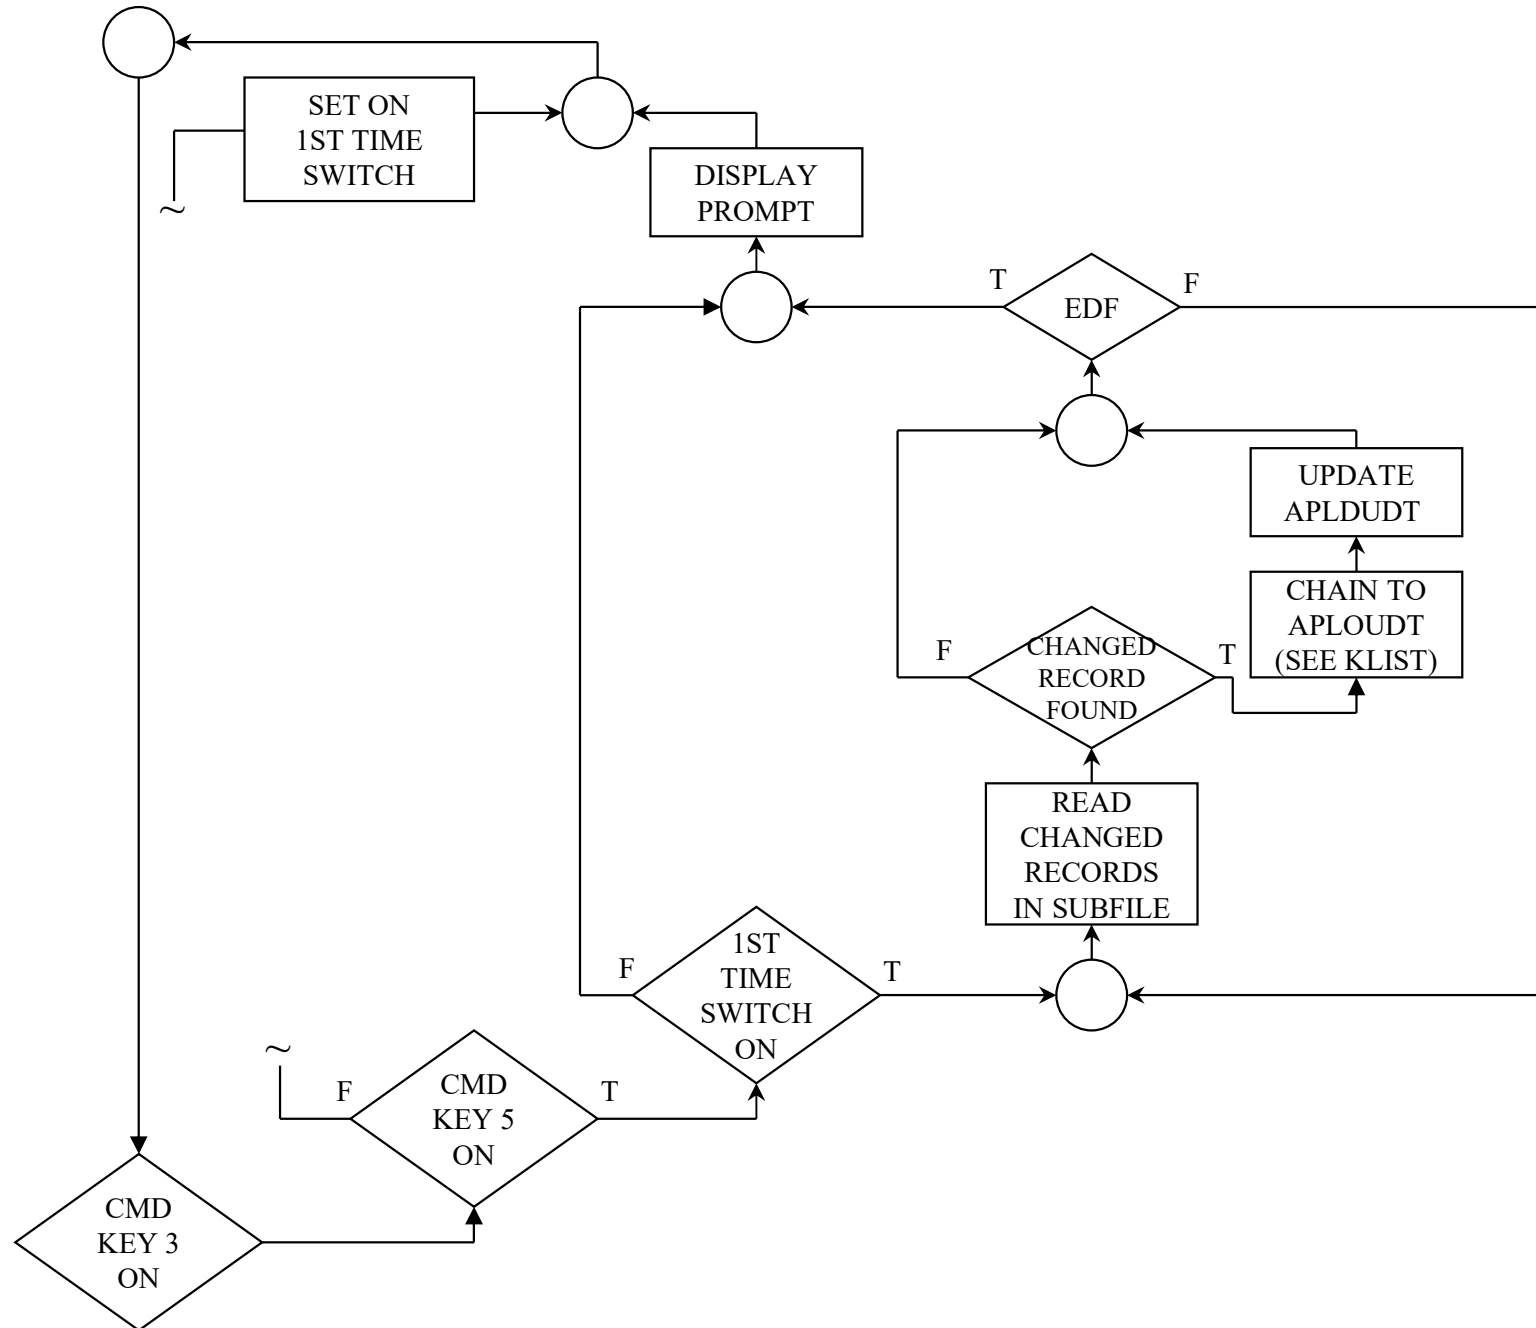 SET ON
1ST TIME
SWITCH
DISPLAY
PROMPT
~
T
EDF
F
UPDATE
APLDUDT
CHAIN TO
APLOUDT
(SEE KLIST)
F
CHANGED
RECORD
FOUND
T
READ
CHANGED
RECORDS
IN SUBFILE
F
1ST
TIME
SWITCH
ON
T
~
F
CMD
KEY 5
ON
T
CMD
KEY 3
ON